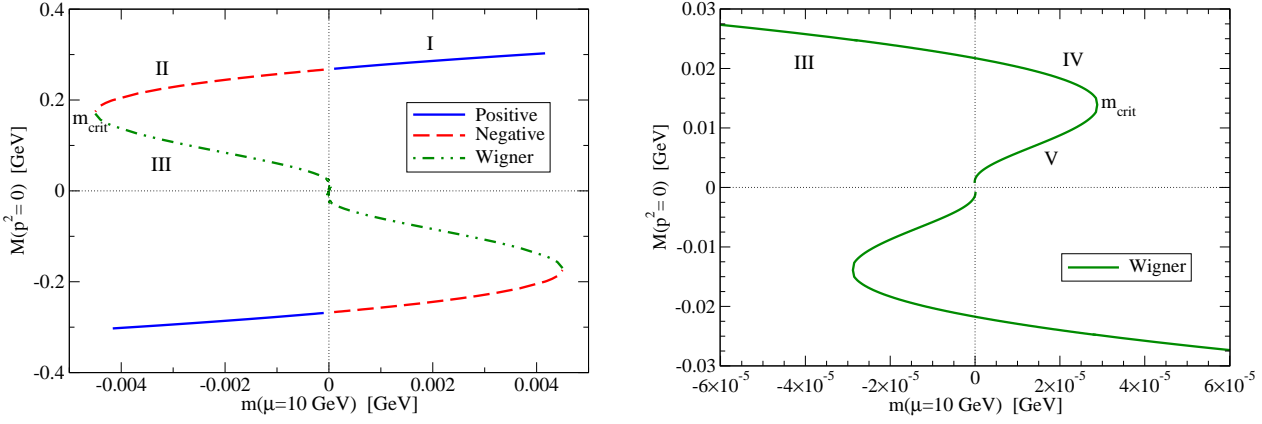 0.4
0.2
0
-0.2
-0.4
M(p²= 0) [GeV]
I
II
m_crit
III
Positive
Negative
Wigner
-0.004
-0.002
0
0.002
0.004
m(μ=10 GeV) [GeV]
0.03
0.02
0.01
0
-0.01
-0.02
-0.03
M(p²= 0) [GeV]
III
IV
m_crit
V
Wigner
-6×10⁻⁵
-4×10⁻⁵
-2×10⁻⁵
0
2×10⁻⁵
4×10⁻⁵
6×10⁻⁵
m(μ=10 GeV) [GeV]